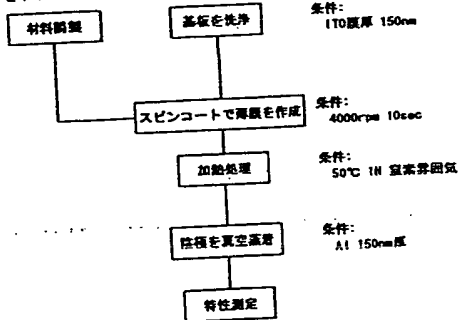 材料調製
基板を洗浄
条件:
ITO膜厚 150nm
スピンコートで薄膜を作成
条件:
4000rpm 10sec
加熱処理
条件:
50℃ 1H 窒素雰囲気
陰極を真空蒸着
条件:
Al 150nm厚
特性測定